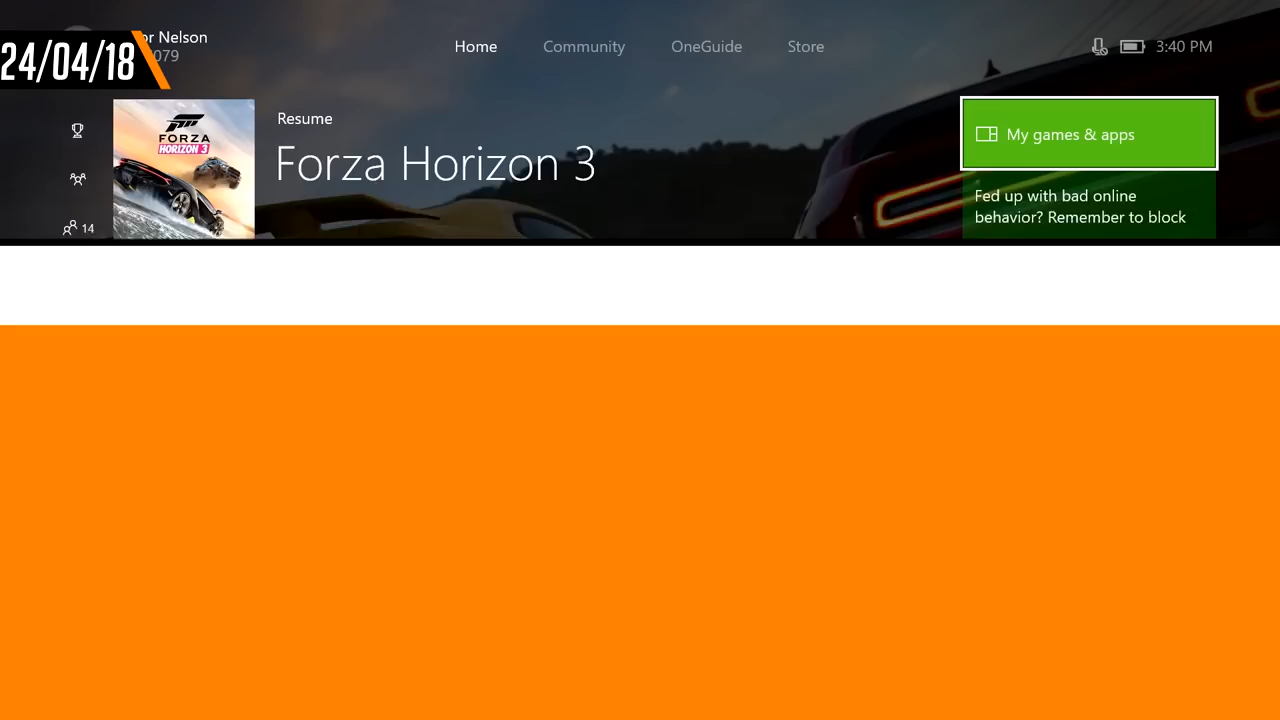 24/04/18
Nelson
079
Home
Community
OneGuide
Store
3:40 PM
FORZA
HORIZON 3
14
Resume
Forza Horizon 3
My games & apps
Fed up with bad online
behavior? Remember to block